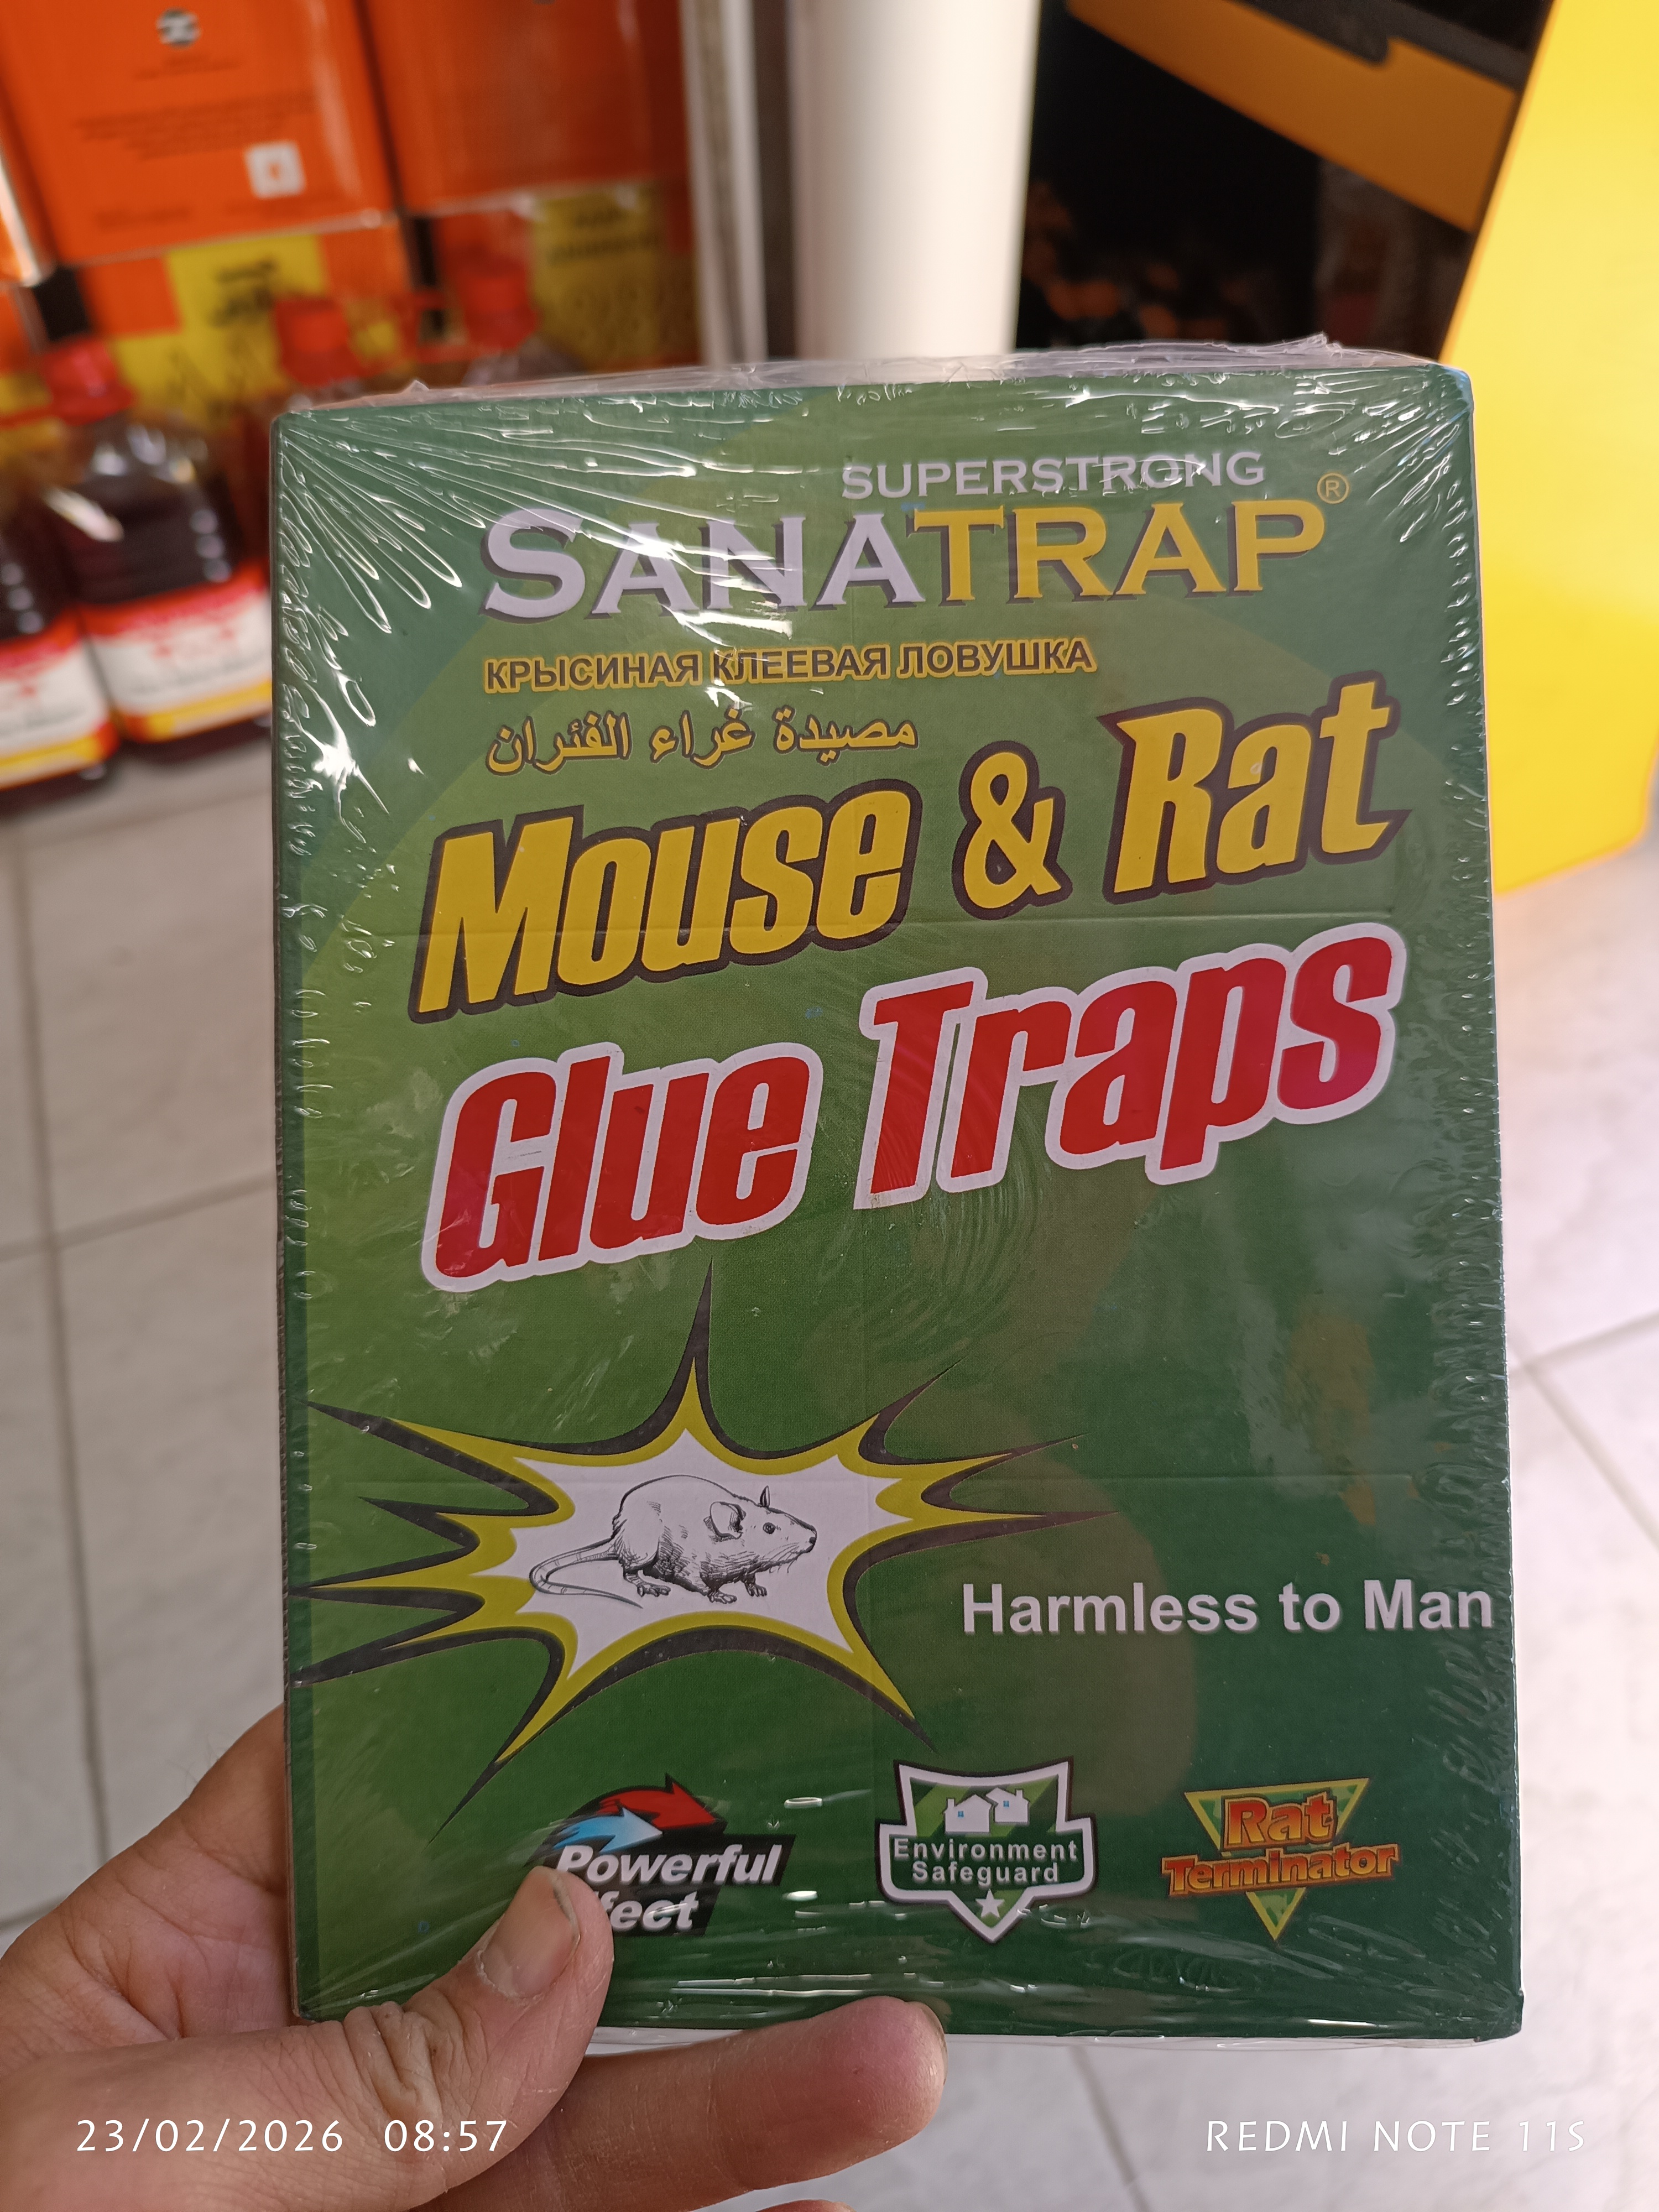 SUPERSTRONG
SANATRAP®
КРЫСИНАЯ КЛЕЕВАЯ ЛОВУШКА
مصيدة غراء الفئران
Mouse & Rat
Glue Traps
Harmless to Man
Powerful
Environment
Safeguard
Rat
Terminator
23/02/2026 08:57
REDMI NOTE 11S